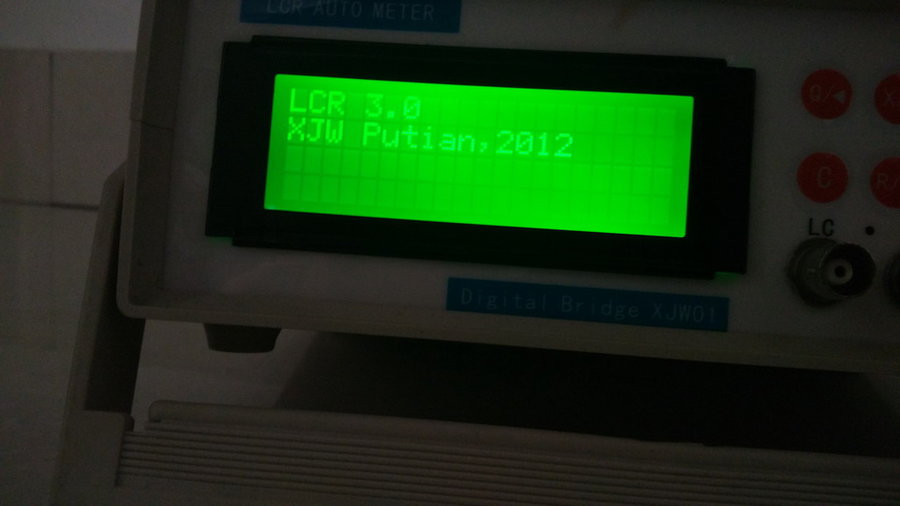 LCR AUTO METER
LCR 3.0
XJW Putian,2012
Q/◄
X
C
R/
LC
Digital Bridge XJW01